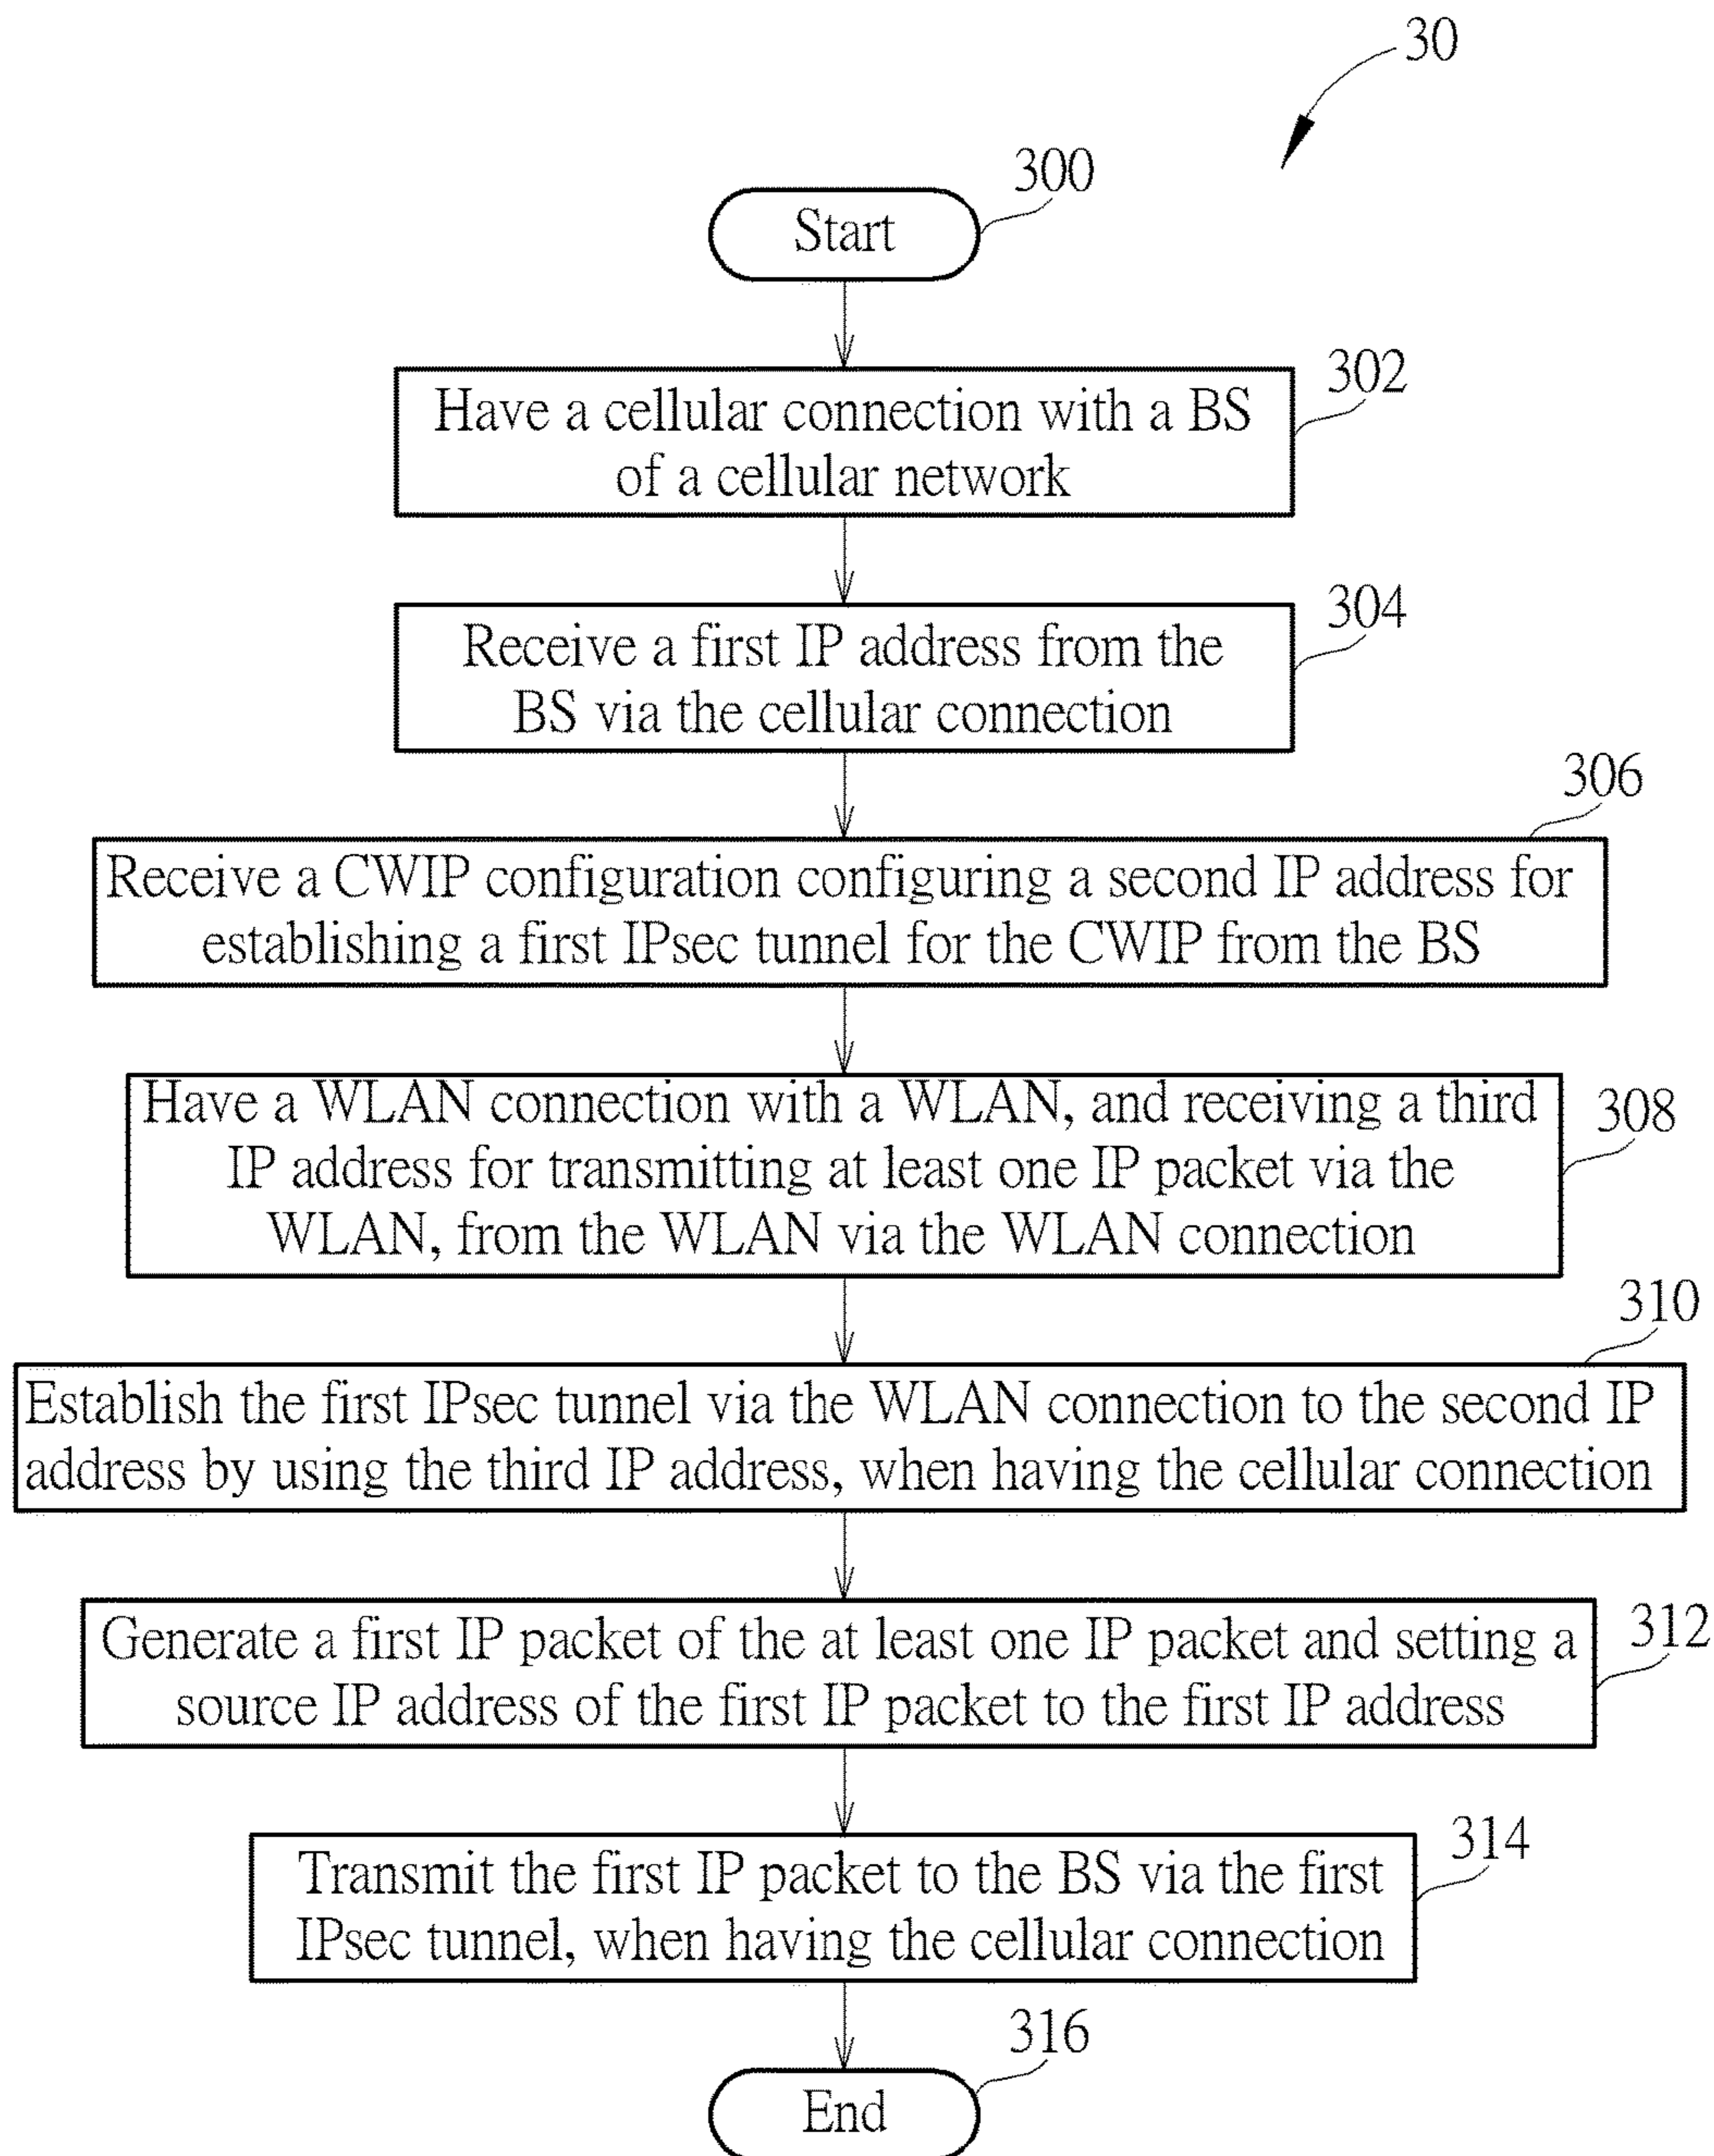 30
300
Start
302
Have a cellular connection with a BS
of a cellular network
304
Receive a first IP address from the
BS via the cellular connection
306
Receive a CWIP configuration configuring a second IP address for
establishing a first IPsec tunnel for the CWIP from the BS
308
Have a WLAN connection with a WLAN, and receiving a third
IP address for transmitting at least one IP packet via the
WLAN, from the WLAN via the WLAN connection
310
Establish the first IPsec tunnel via the WLAN connection to the second IP
address by using the third IP address, when having the cellular connection
312
Generate a first IP packet of the at least one IP packet and setting a
source IP address of the first IP packet to the first IP address
314
Transmit the first IP packet to the BS via the first
IPsec tunnel, when having the cellular connection
316
End